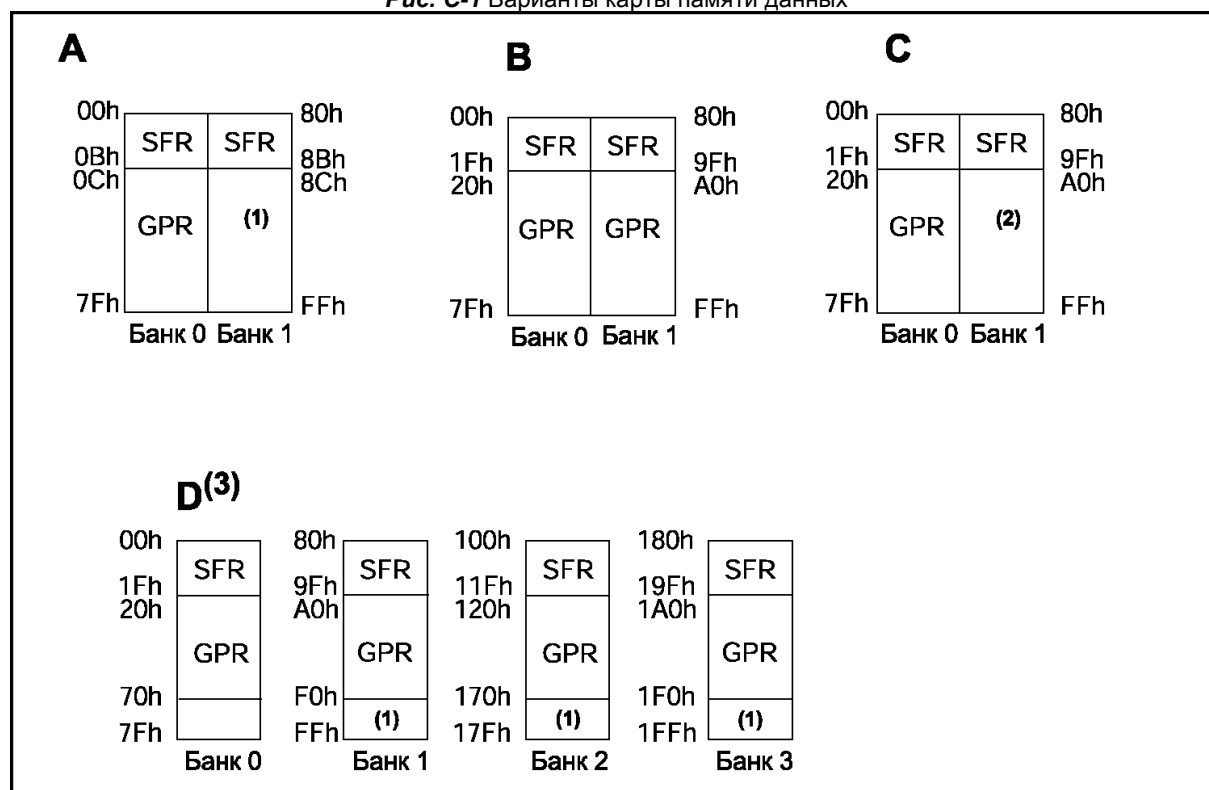 Рис. C-1 Варианты карты памяти данных
A
00h SFR SFR 80h
0Bh 8Bh
0Ch 8Ch
GPR (1)
7Fh FFh
Банк 0 Банк 1
B
00h SFR SFR 80h
1Fh 9Fh
20h A0h
GPR GPR
7Fh FFh
Банк 0 Банк 1
C
00h SFR SFR 80h
1Fh 9Fh
20h A0h
GPR (2)
7Fh FFh
Банк 0 Банк 1
D(3)
00h 80h 100h 180h
SFR SFR SFR SFR
1Fh 9Fh 11Fh 19Fh
20h A0h 120h 1A0h
GPR GPR GPR GPR
70h F0h 170h 1F0h
(1) (1) (1)
7Fh FFh 17Fh 1FFh
Банк 0 Банк 1 Банк 2 Банк 3